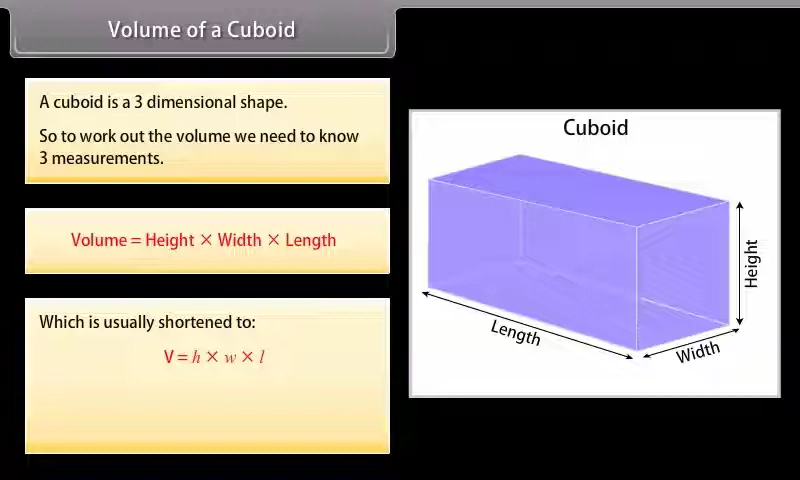 Volume of a Cuboid
A cuboid is a 3 dimensional shape.
So to work out the volume we need to know
3 measurements.
Volume = Height × Width × Length
Which is usually shortened to:
V = h × w × l
Cuboid
Height
Length
Width